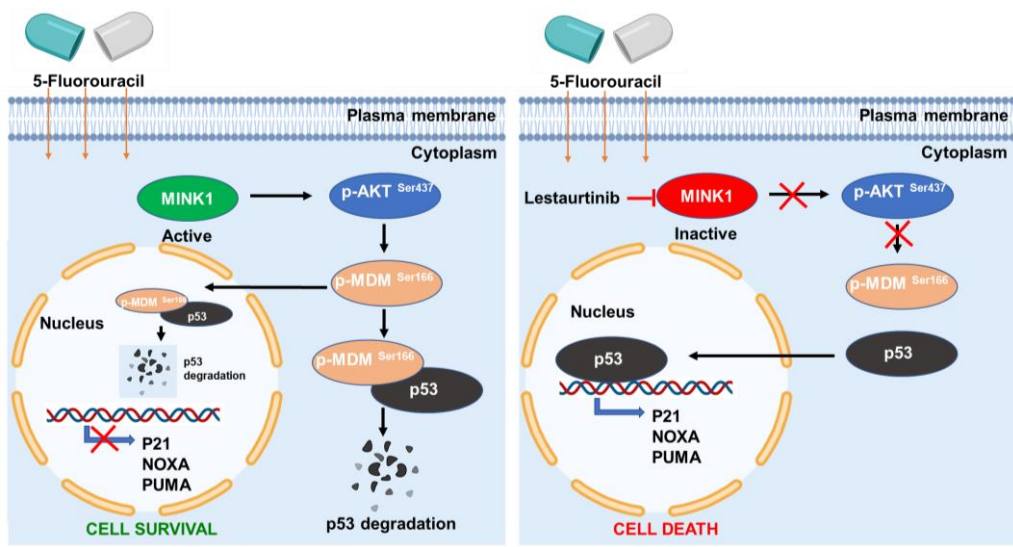 5-Fluorouracil
Plasma membrane
Cytoplasm
MINK1
p-AKT Ser437
Active
p-MDM Ser166
p-MDM Ser166
p53
Nucleus
p53
degradation
p-MDM Ser166
p53
P21
NOXA
PUMA
CELL SURVIVAL
p53 degradation
5-Fluorouracil
Plasma membrane
Cytoplasm
Lestaurtinib
MINK1
p-AKT Ser437
Inactive
p-MDM Ser166
Nucleus
p53
p53
P21
NOXA
PUMA
CELL DEATH